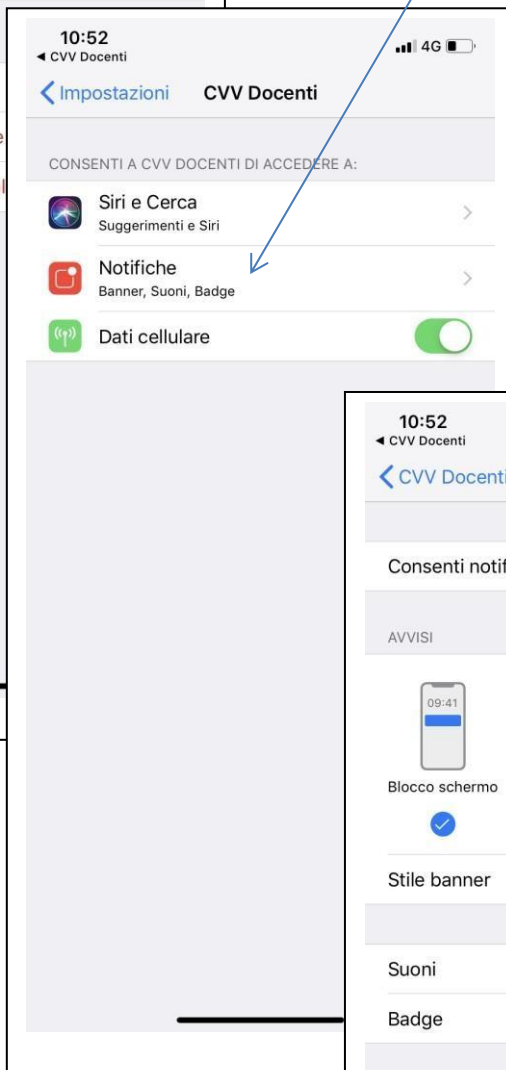 10:52
◀ CVV Docenti
4G
Impostazioni CVV Docenti
CONSENTI A CVV DOCENTI DI ACCEDERE A:
Siri e Cerca
Suggerimenti e Siri
Notifiche
Banner, Suoni, Badge
Dati cellulare
10:52
◀ CVV Docenti
CVV Docenti
Consenti notif
AVVISI
09:41
Blocco schermo
Stile banner
Suoni
Badge